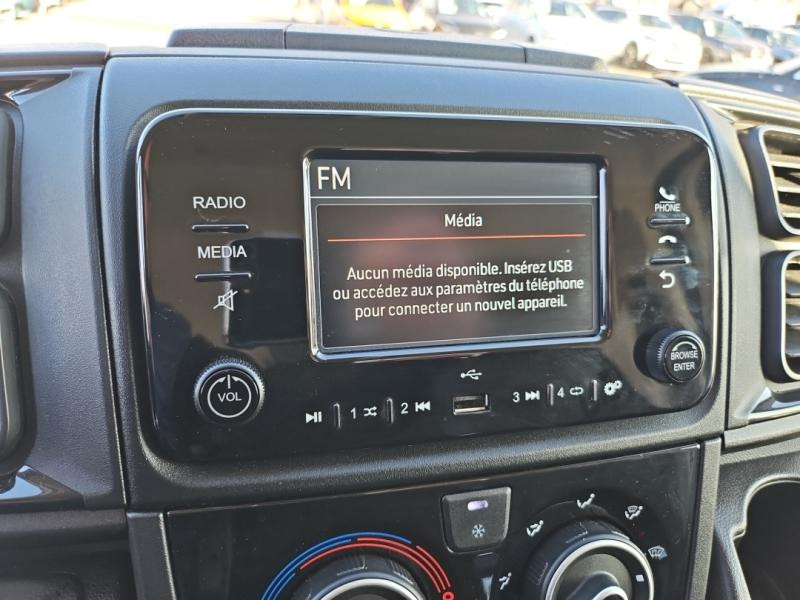 FM
Média
Aucun média disponible. Insérez USB
ou accédez aux paramètres du téléphone
pour connecter un nouvel appareil.
RADIO
MEDIA
VOL
PHONE
BROWSE
ENTER
1
2
3
4